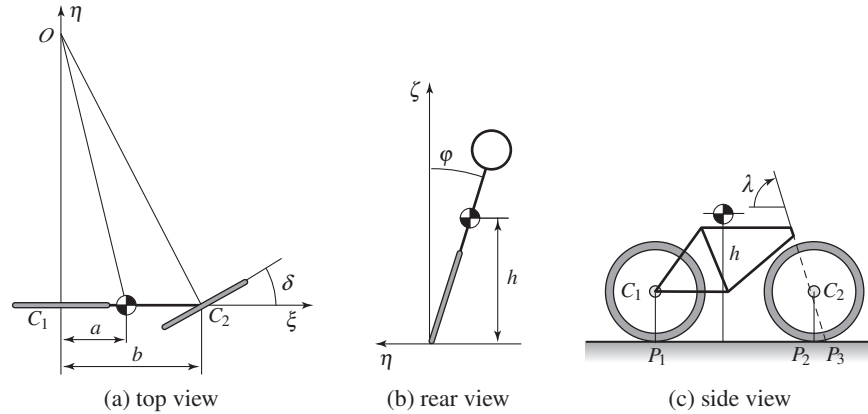 η
O
δ
C₁
C₂
ξ
a
b
(a) top view
ζ
φ
h
η
(b) rear view
λ
h
C₁
C₂
P₁
P₂
P₃
(c) side view